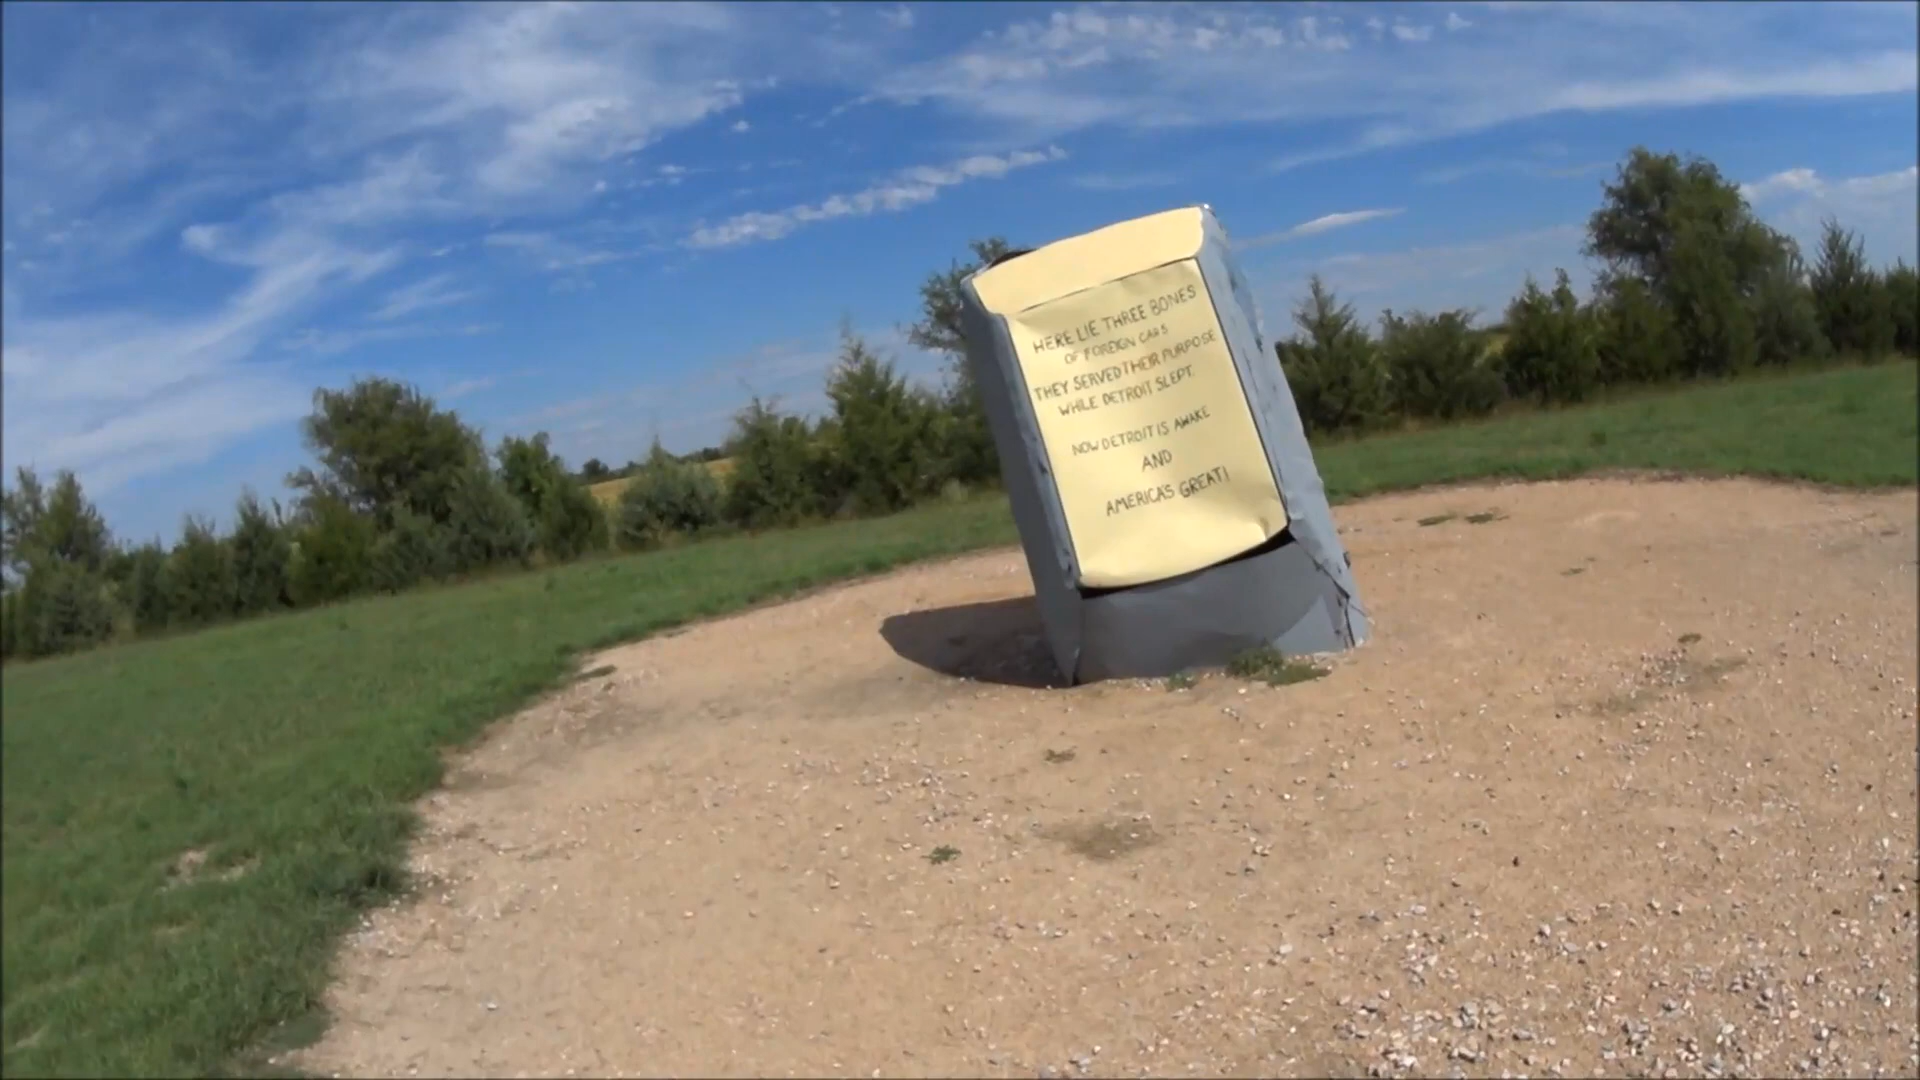 HERE LIE THREE BONES
OF FOREIGN CARS
THEY SERVED THEIR PURPOSE
WHILE DETROIT SLEPT.
NOW DETROIT IS AWAKE
AND
AMERICA'S GREAT!